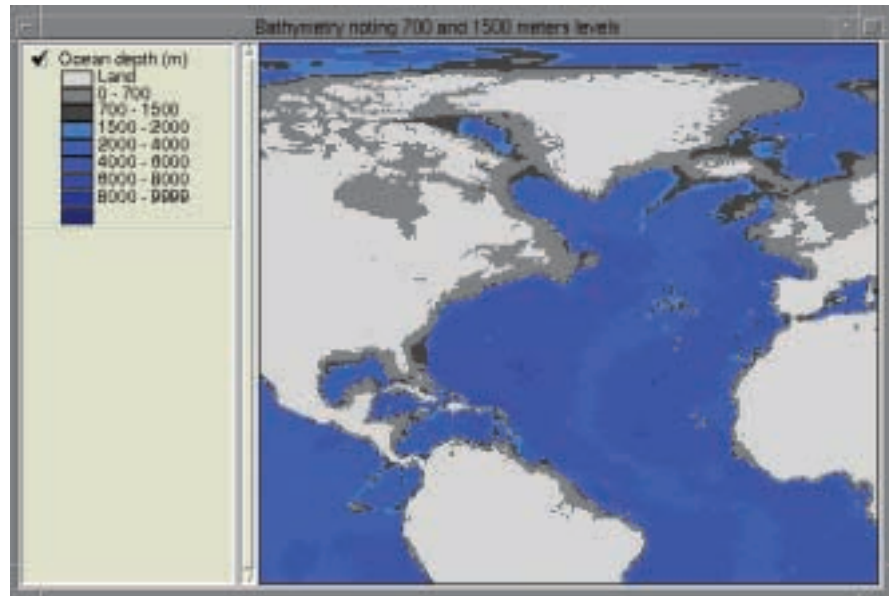 Bathymetry noting 700 and 1500 meters levels
Ocean depth (m)
Land
0 - 700
700 - 1500
1500 - 2000
2000 - 4000
4000 - 6000
6000 - 8000
8000 - 9999